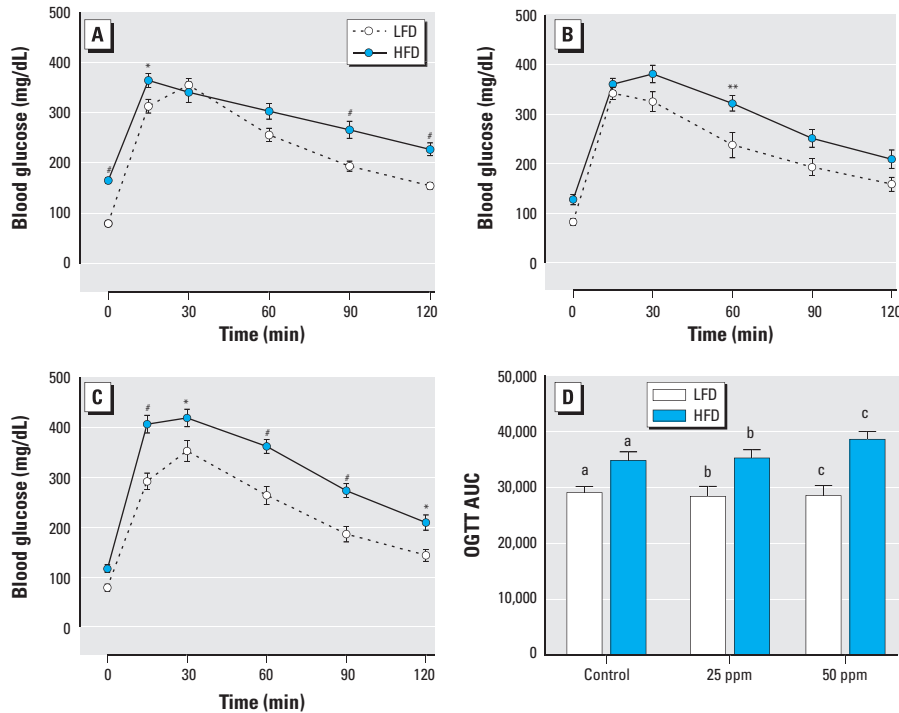 A
LFD
HFD
Blood glucose (mg/dL)
500
400
300
200
100
0
*
#
#
#
0 30 60 90 120
Time (min)
B
Blood glucose (mg/dL)
500
400
300
200
100
0
**
0 30 60 90 120
Time (min)
C
Blood glucose (mg/dL)
500
400
300
200
100
0
#
*
#
#
*
0 30 60 90 120
Time (min)
D
LFD
HFD
OGTT AUC
50,000
40,000
30,000
20,000
10,000
0
a a b b c c
Control 25 ppm 50 ppm